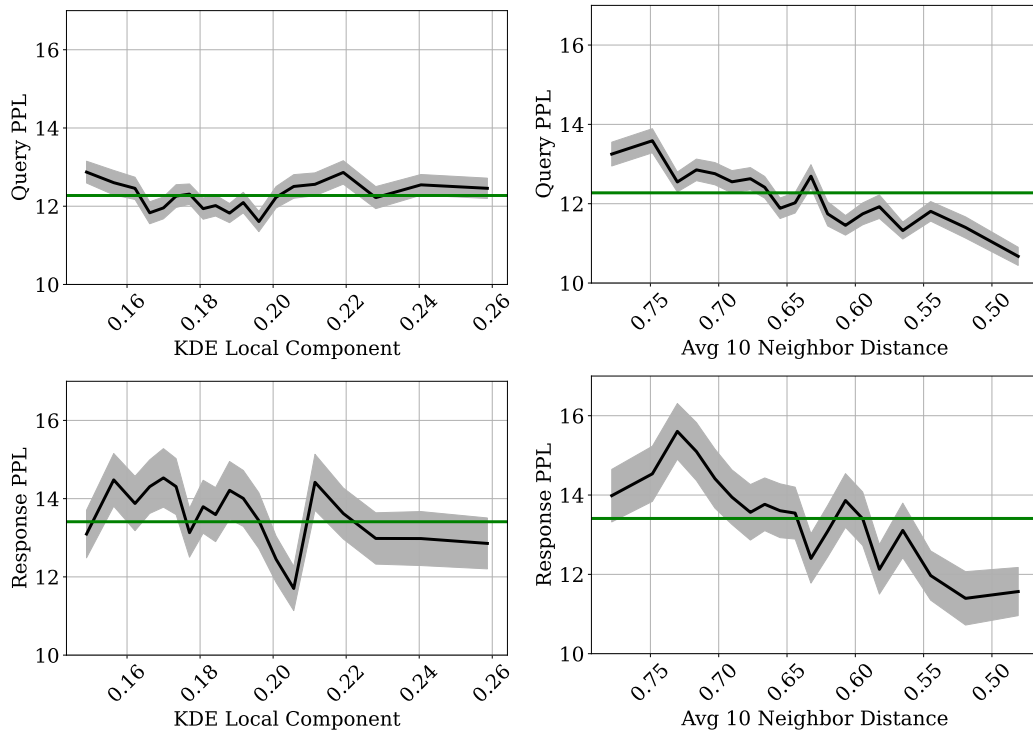 16
14
12
10
Query PPL
0.16 0.18 0.20 0.22 0.24 0.26
KDE Local Component
16
14
12
10
Query PPL
0.75 0.70 0.65 0.60 0.55 0.50
Avg 10 Neighbor Distance
16
14
12
10
Response PPL
0.16 0.18 0.20 0.22 0.24 0.26
KDE Local Component
16
14
12
10
Response PPL
0.75 0.70 0.65 0.60 0.55 0.50
Avg 10 Neighbor Distance